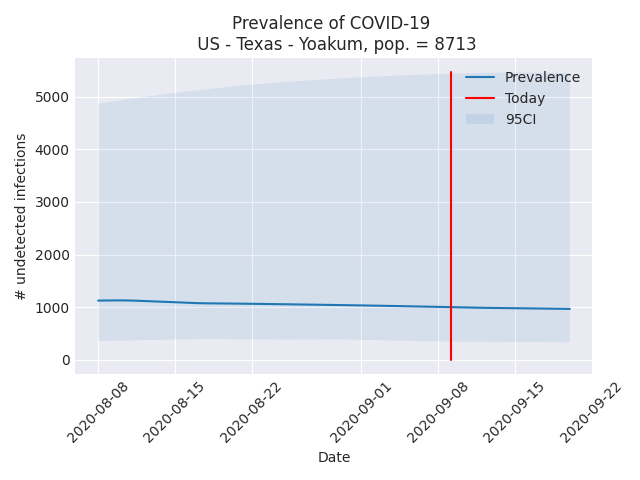 Prevalence of COVID-19
US - Texas - Yoakum, pop. = 8713
Prevalence
Today
95CI
# undetected infections
5000
4000
3000
2000
1000
0
2020-08-08
2020-08-15
2020-08-22
2020-09-01
2020-09-08
2020-09-15
2020-09-22
Date